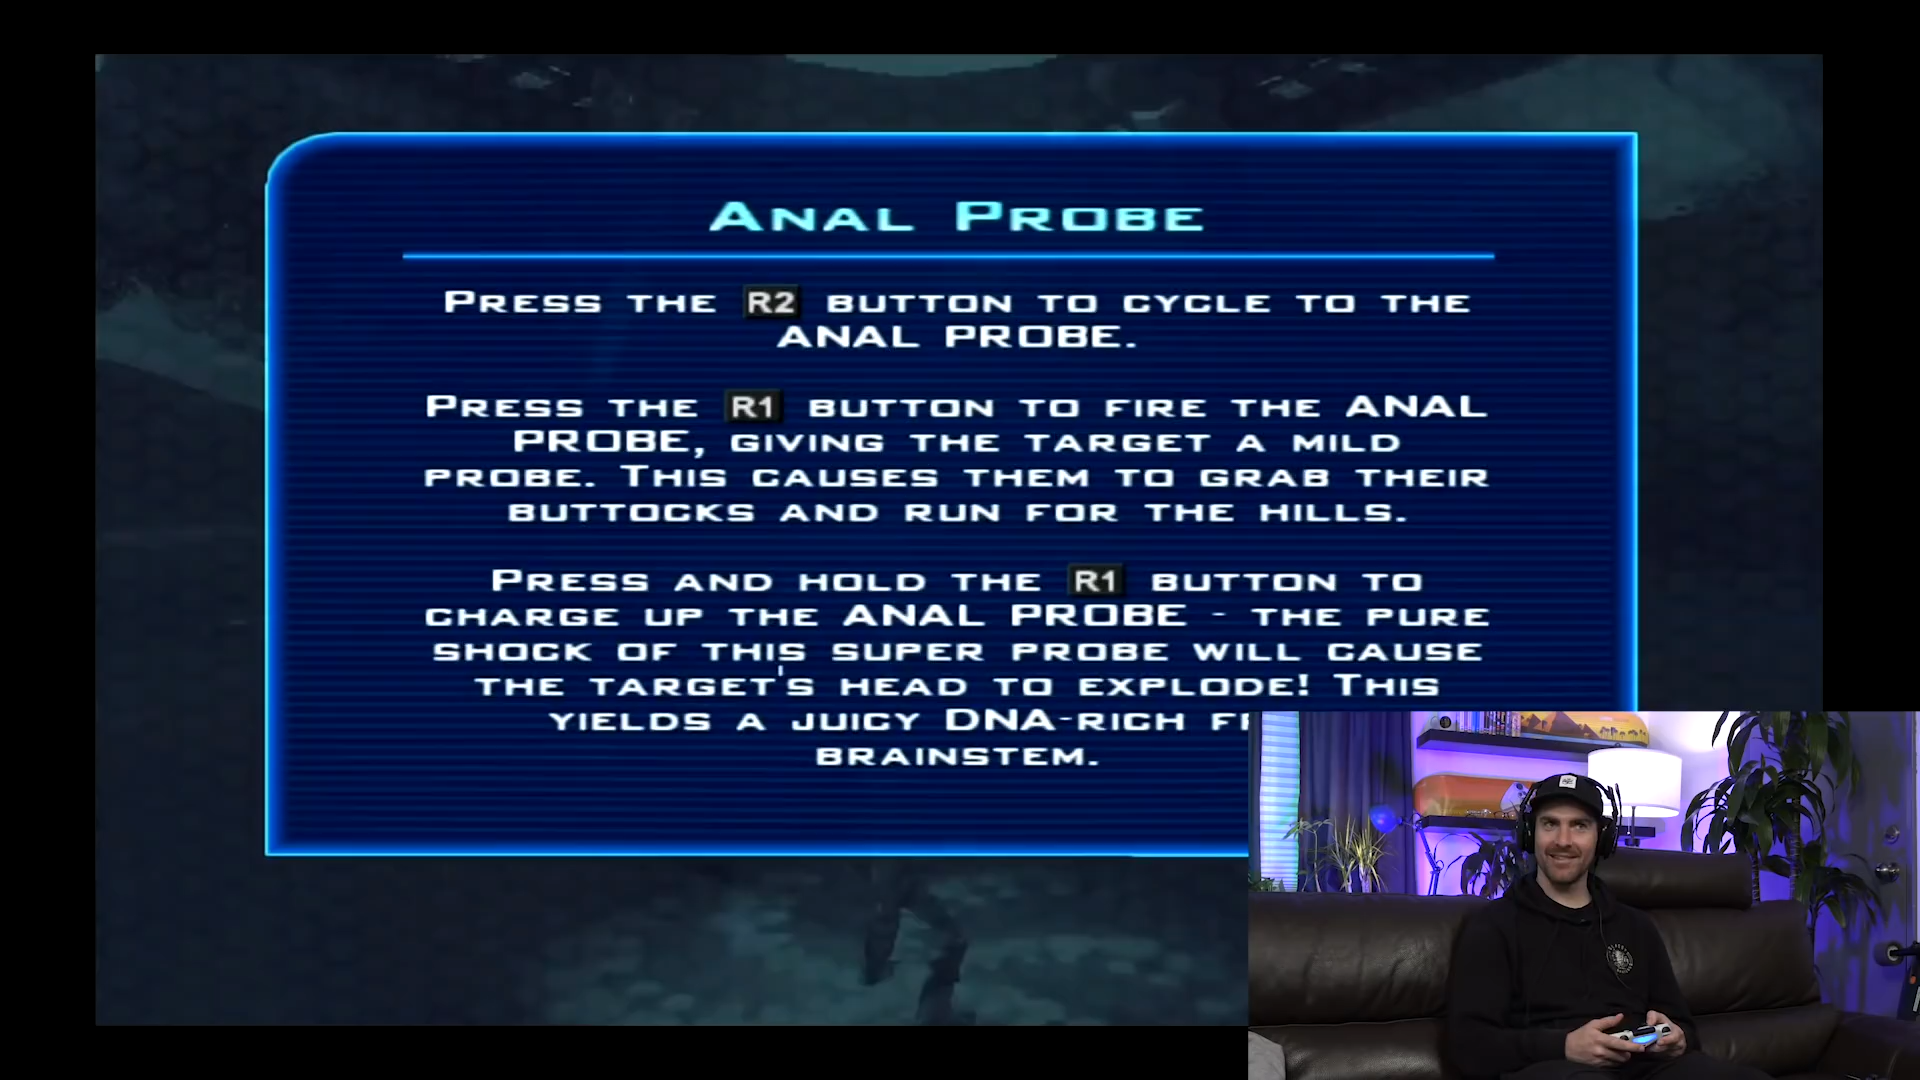 ANAL PROBE
PRESS THE R2 BUTTON TO CYCLE TO THE
ANAL PROBE.
PRESS THE R1 BUTTON TO FIRE THE ANAL
PROBE, GIVING THE TARGET A MILD
PROBE. THIS CAUSES THEM TO GRAB THEIR
BUTTOCKS AND RUN FOR THE HILLS.
PRESS AND HOLD THE R1 BUTTON TO
CHARGE UP THE ANAL PROBE - THE PURE
SHOCK OF THIS SUPER PROBE WILL CAUSE
THE TARGET'S HEAD TO EXPLODE! THIS
YIELDS A JUICY DNA-RICH
BRAINSTEM.